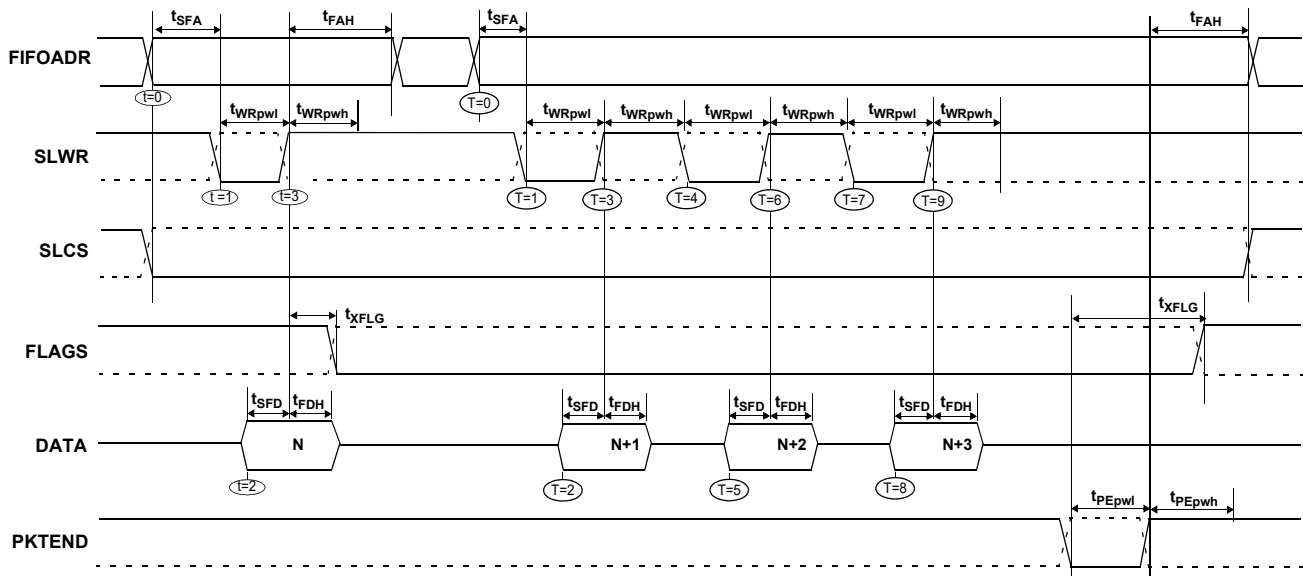 tSFA tFAH tSFA tFAH
FIFOADR
t=0 T=0
tWRpwl tWRpwh tWRpwl tWRpwh tWRpwl tWRpwh tWRpwl tWRpwh
SLWR
t=1 t=3 T=1 T=3 T=4 T=6 T=7 T=9
SLCS
tXFLG tXFLG
FLAGS
tSFD tFDH tSFD tFDH tSFD tFDH tSFD tFDH
DATA N N+1 N+2 N+3
t=2 T=2 T=5 T=8
tPEpwl tPEpwh
PKTEND